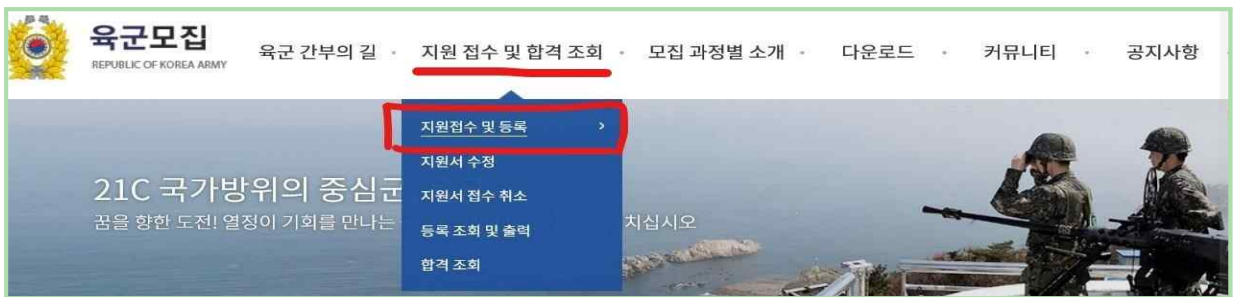 육군모집
REPUBLIC OF KOREA ARMY
육군 간부의 길 · 지원 접수 및 합격 조회 · 모집 과정별 소개 · 다운로드 · 커뮤니티 · 공지사항
지원접수 및 등록 >
지원서 수정
지원서 접수 취소
등록 조회 및 출력
합격 조회
21C 국가방위의 중심군
꿈을 향한 도전! 열정이 기회를 만나는 치십시오